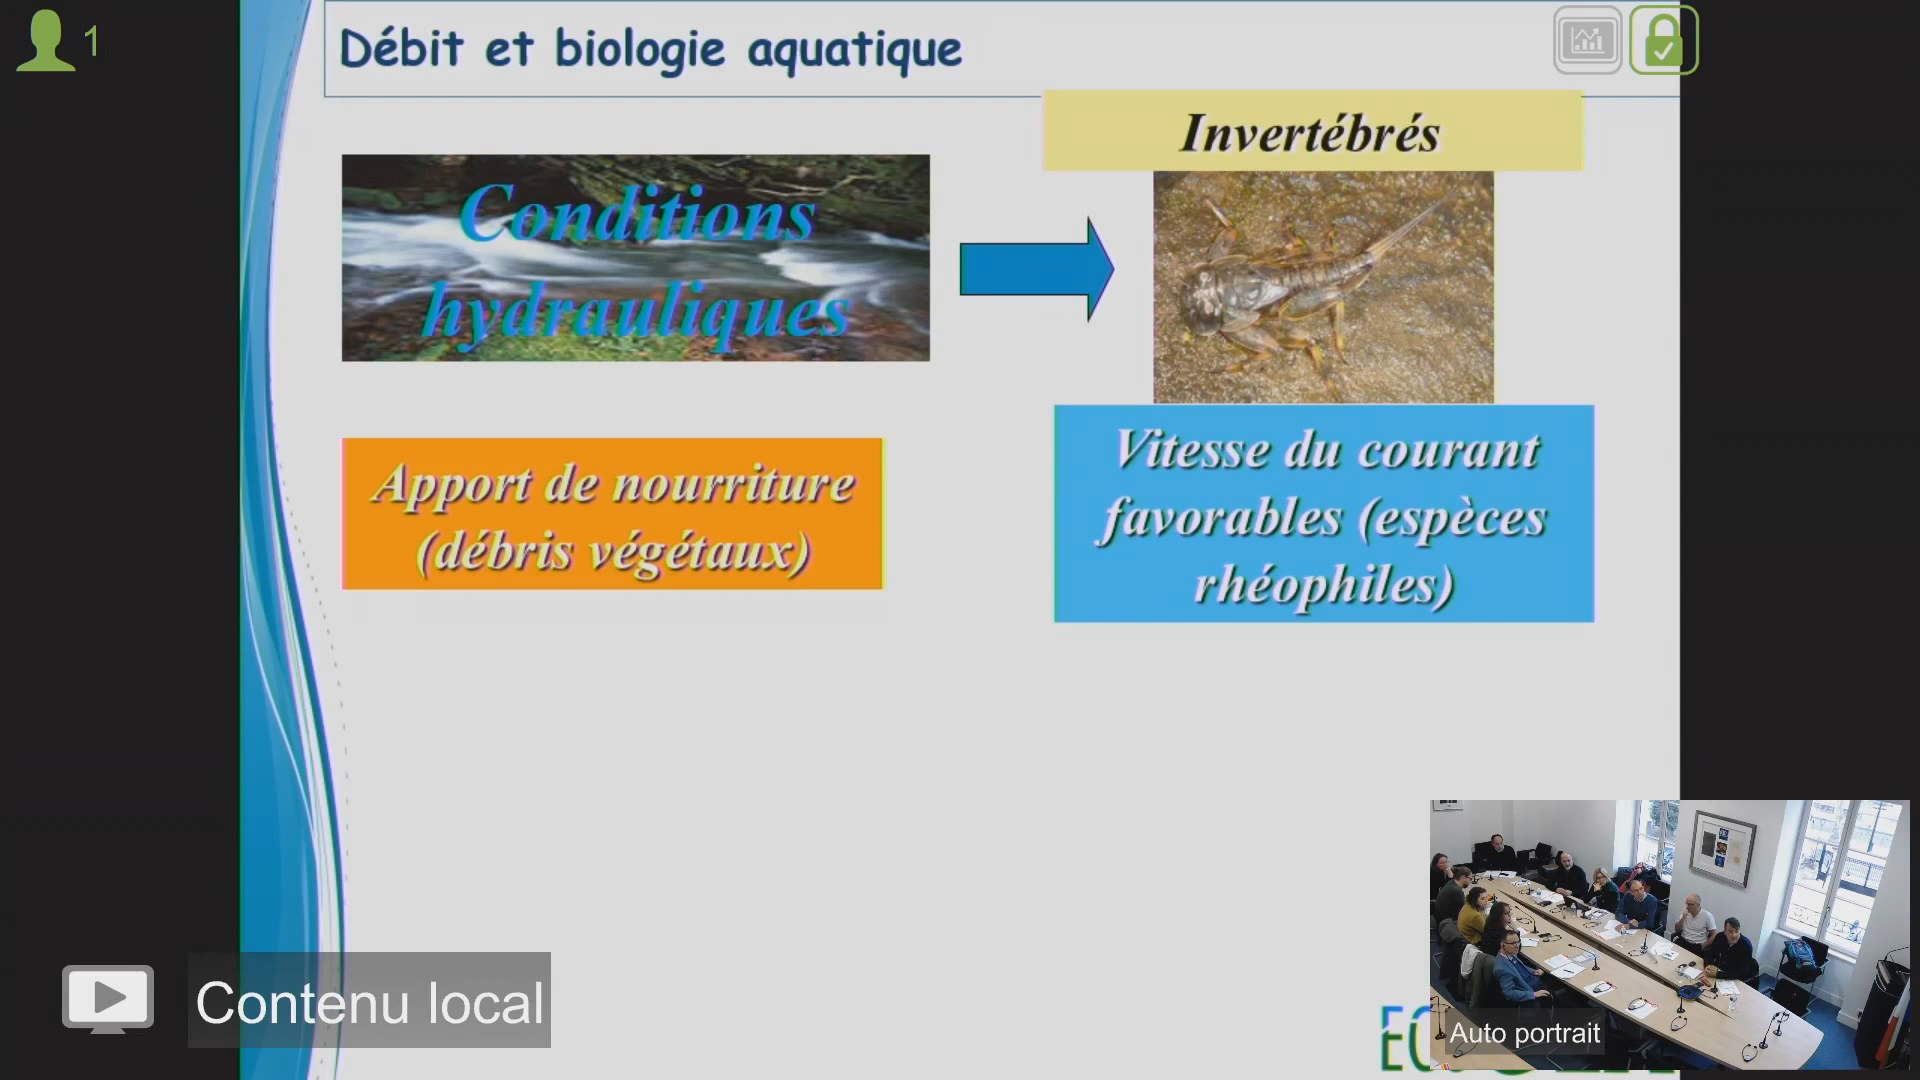 1
Débit et biologie aquatique
Invertébrés
Conditions
hydrauliques
Apport de nourriture
(débris végétaux)
Vitesse du courant
favorables (espèces
rhéophiles)
Contenu local
Auto portrait